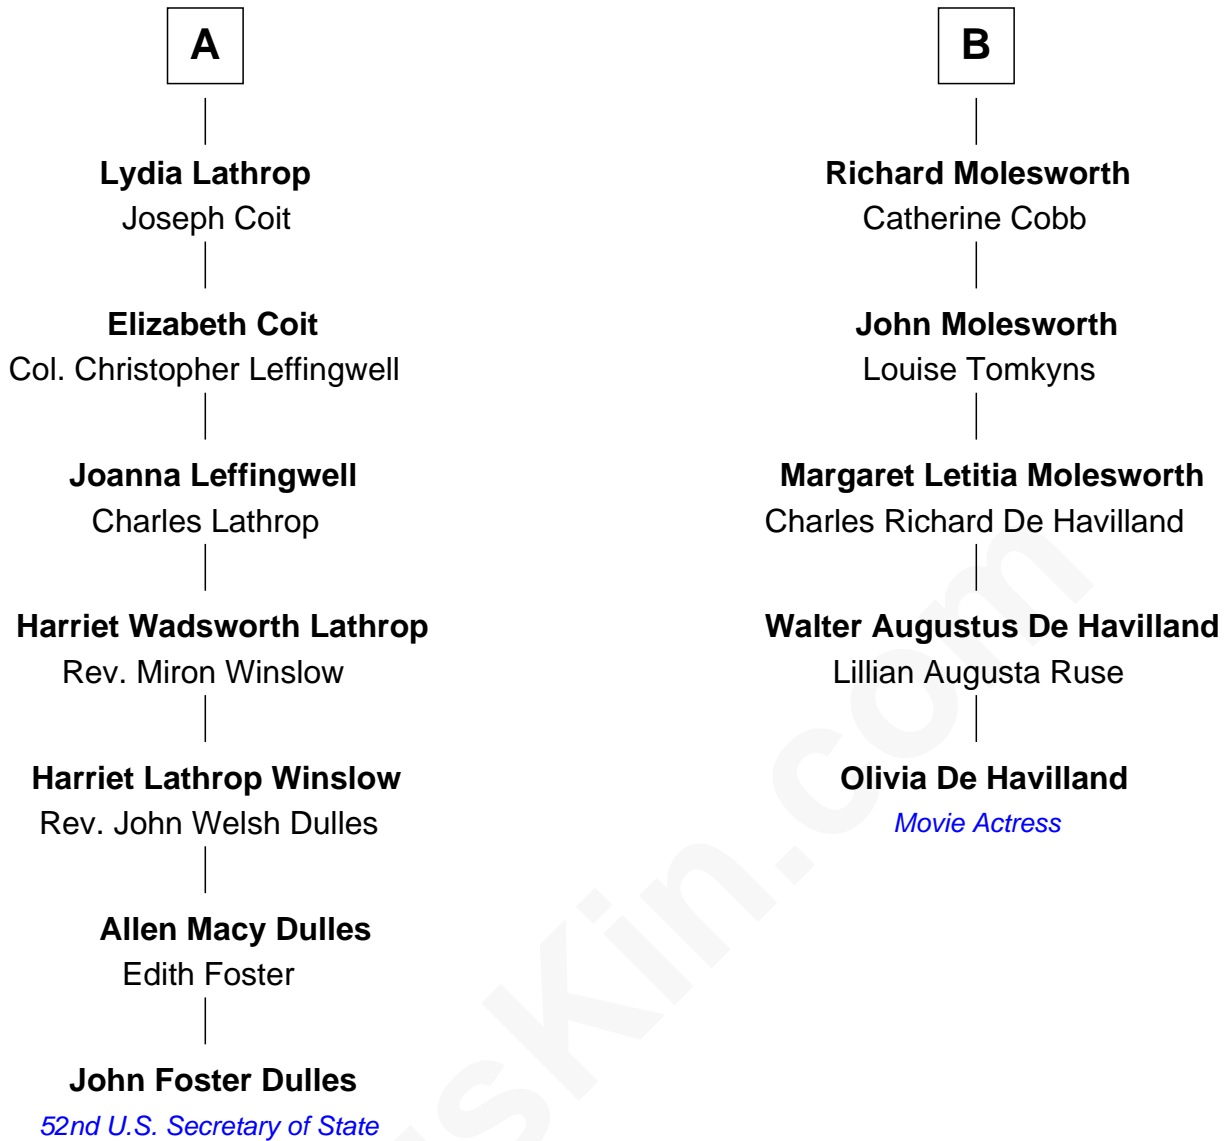 A
Lydia Lathrop
Joseph Coit
Elizabeth Coit
Col. Christopher Leffingwell
Joanna Leffingwell
Charles Lathrop
Harriet Wadsworth Lathrop
Rev. Miron Winslow
Harriet Lathrop Winslow
Rev. John Welsh Dulles
Allen Macy Dulles
Edith Foster
John Foster Dulles
52nd U.S. Secretary of State
B
Richard Molesworth
Catherine Cobb
John Molesworth
Louise Tomkyns
Margaret Letitia Molesworth
Charles Richard De Havilland
Walter Augustus De Havilland
Lillian Augusta Ruse
Olivia De Havilland
Movie Actress
sKin.com